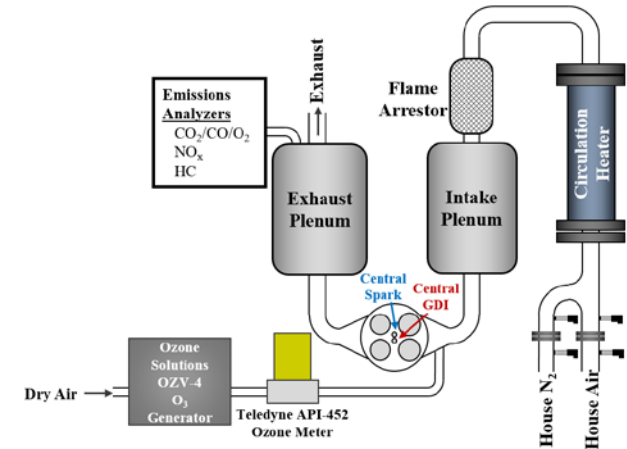 Emissions
Analyzers
CO2/CO/O2
NOx
HC
Exhaust
Flame
Arrestor
Circulation
Heater
Exhaust
Plenum
Intake
Plenum
Central
Spark
Central
GDI
Dry Air
Ozone
Solutions
OZV-4
O3
Generator
Teledyne API-452
Ozone Meter
House N2
House Air